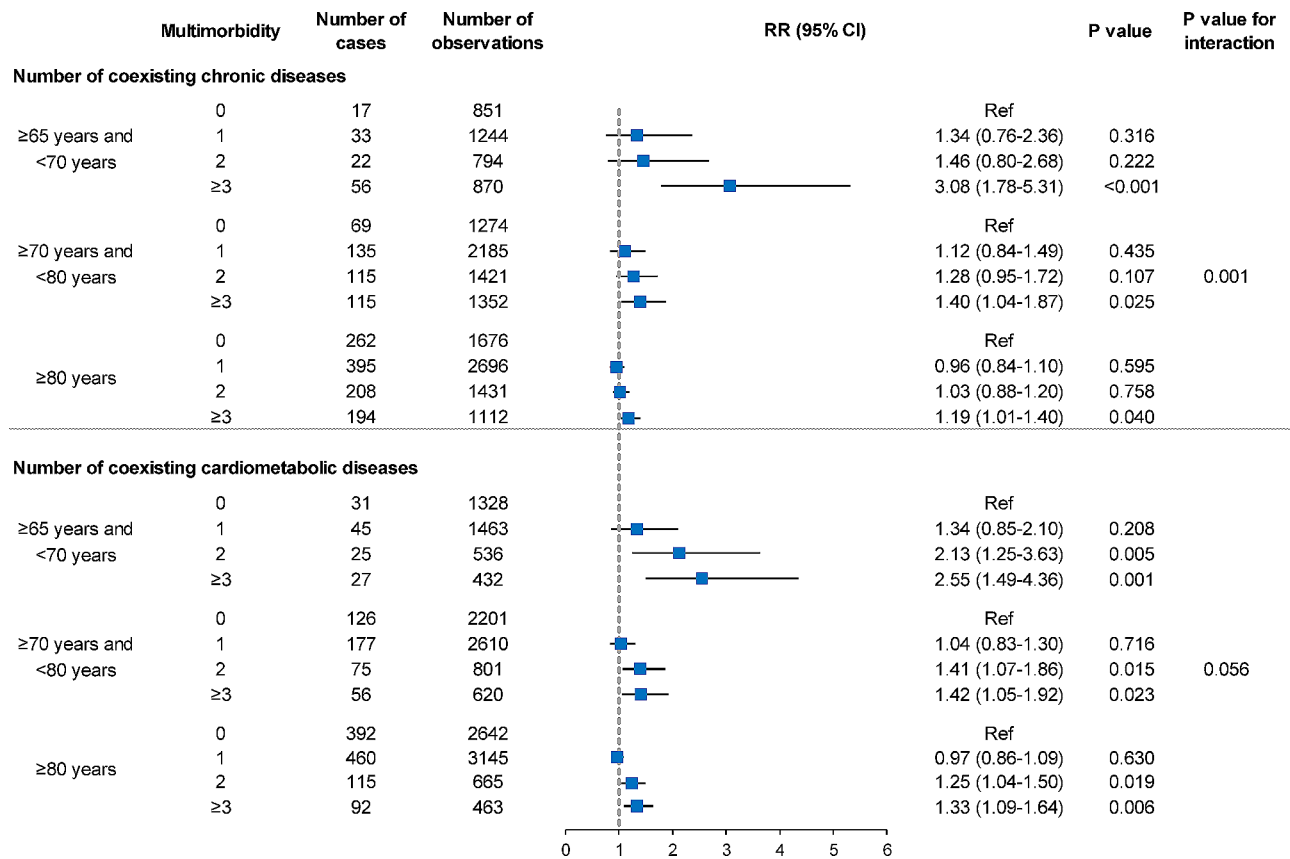 Multimorbidity Number of cases Number of observations RR (95% CI) P value P value for interaction
Number of coexisting chronic diseases
0 17 851 Ref
≥65 years and 1 33 1244 1.34 (0.76-2.36) 0.316
<70 years 2 22 794 1.46 (0.80-2.68) 0.222
≥3 56 870 3.08 (1.78-5.31) <0.001
0 69 1274 Ref
≥70 years and 1 135 2185 1.12 (0.84-1.49) 0.435
<80 years 2 115 1421 1.28 (0.95-1.72) 0.107 0.001
≥3 115 1352 1.40 (1.04-1.87) 0.025
0 262 1676 Ref
1 395 2696 0.96 (0.84-1.10) 0.595
≥80 years
2 208 1431 1.03 (0.88-1.20) 0.758
≥3 194 1112 1.19 (1.01-1.40) 0.040
Number of coexisting cardiometabolic diseases
0 31 1328 Ref
≥65 years and 1 45 1463 1.34 (0.85-2.10) 0.208
<70 years 2 25 536 2.13 (1.25-3.63) 0.005
≥3 27 432 2.55 (1.49-4.36) 0.001
0 126 2201 Ref
≥70 years and 1 177 2610 1.04 (0.83-1.30) 0.716
<80 years 2 75 801 1.41 (1.07-1.86) 0.015 0.056
≥3 56 620 1.42 (1.05-1.92) 0.023
0 392 2642 Ref
1 460 3145 0.97 (0.86-1.09) 0.630
≥80 years
2 115 665 1.25 (1.04-1.50) 0.019
≥3 92 463 1.33 (1.09-1.64) 0.006
0 1 2 3 4 5 6